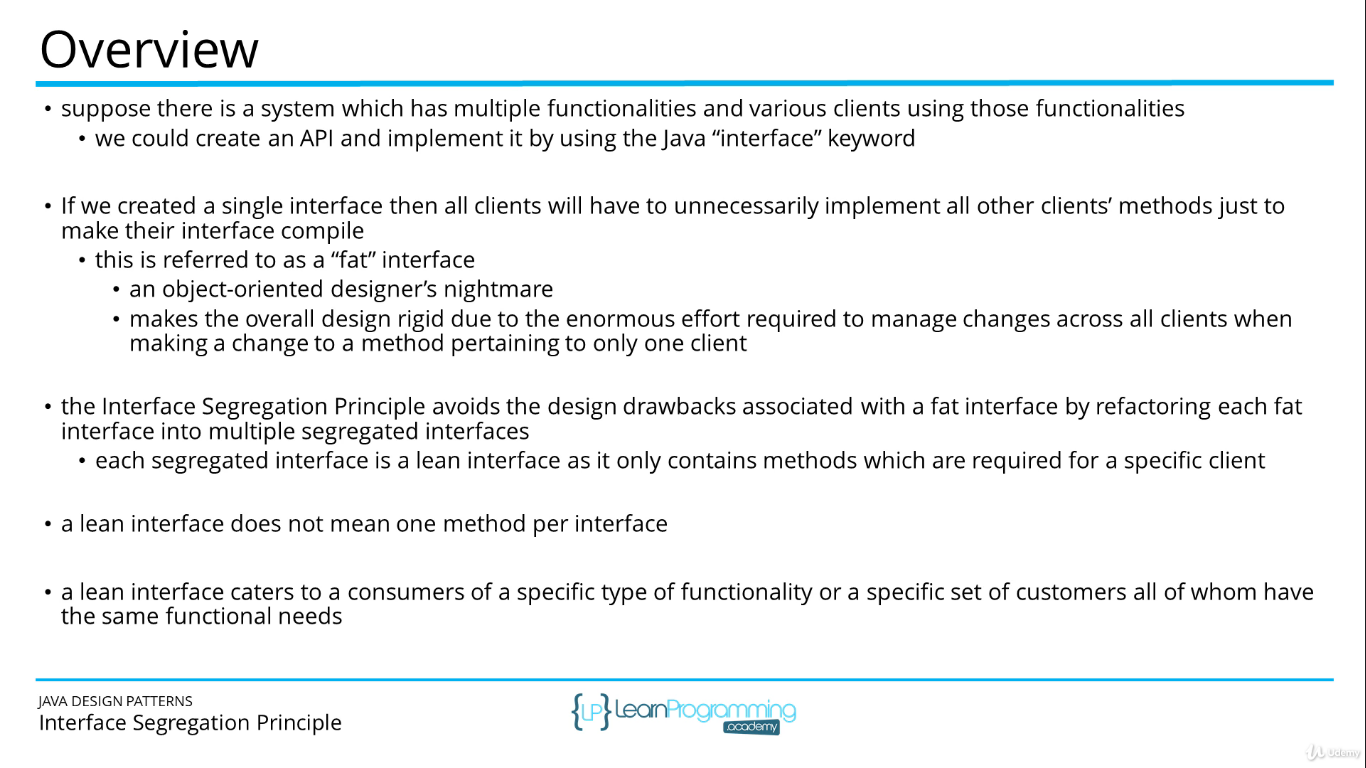 Overview
• suppose there is a system which has multiple functionalities and various clients using those functionalities
• we could create an API and implement it by using the Java “interface” keyword
• If we created a single interface then all clients will have to unnecessarily implement all other clients’ methods just to
make their interface compile
• this is referred to as a “fat” interface
• an object-oriented designer’s nightmare
• makes the overall design rigid due to the enormous effort required to manage changes across all clients when
making a change to a method pertaining to only one client
• the Interface Segregation Principle avoids the design drawbacks associated with a fat interface by refactoring each fat
interface into multiple segregated interfaces
• each segregated interface is a lean interface as it only contains methods which are required for a specific client
• a lean interface does not mean one method per interface
• a lean interface caters to a consumers of a specific type of functionality or a specific set of customers all of whom have
the same functional needs
JAVA DESIGN PATTERNS
Interface Segregation Principle
{LP} LearnProgramming
.academy
Udemy